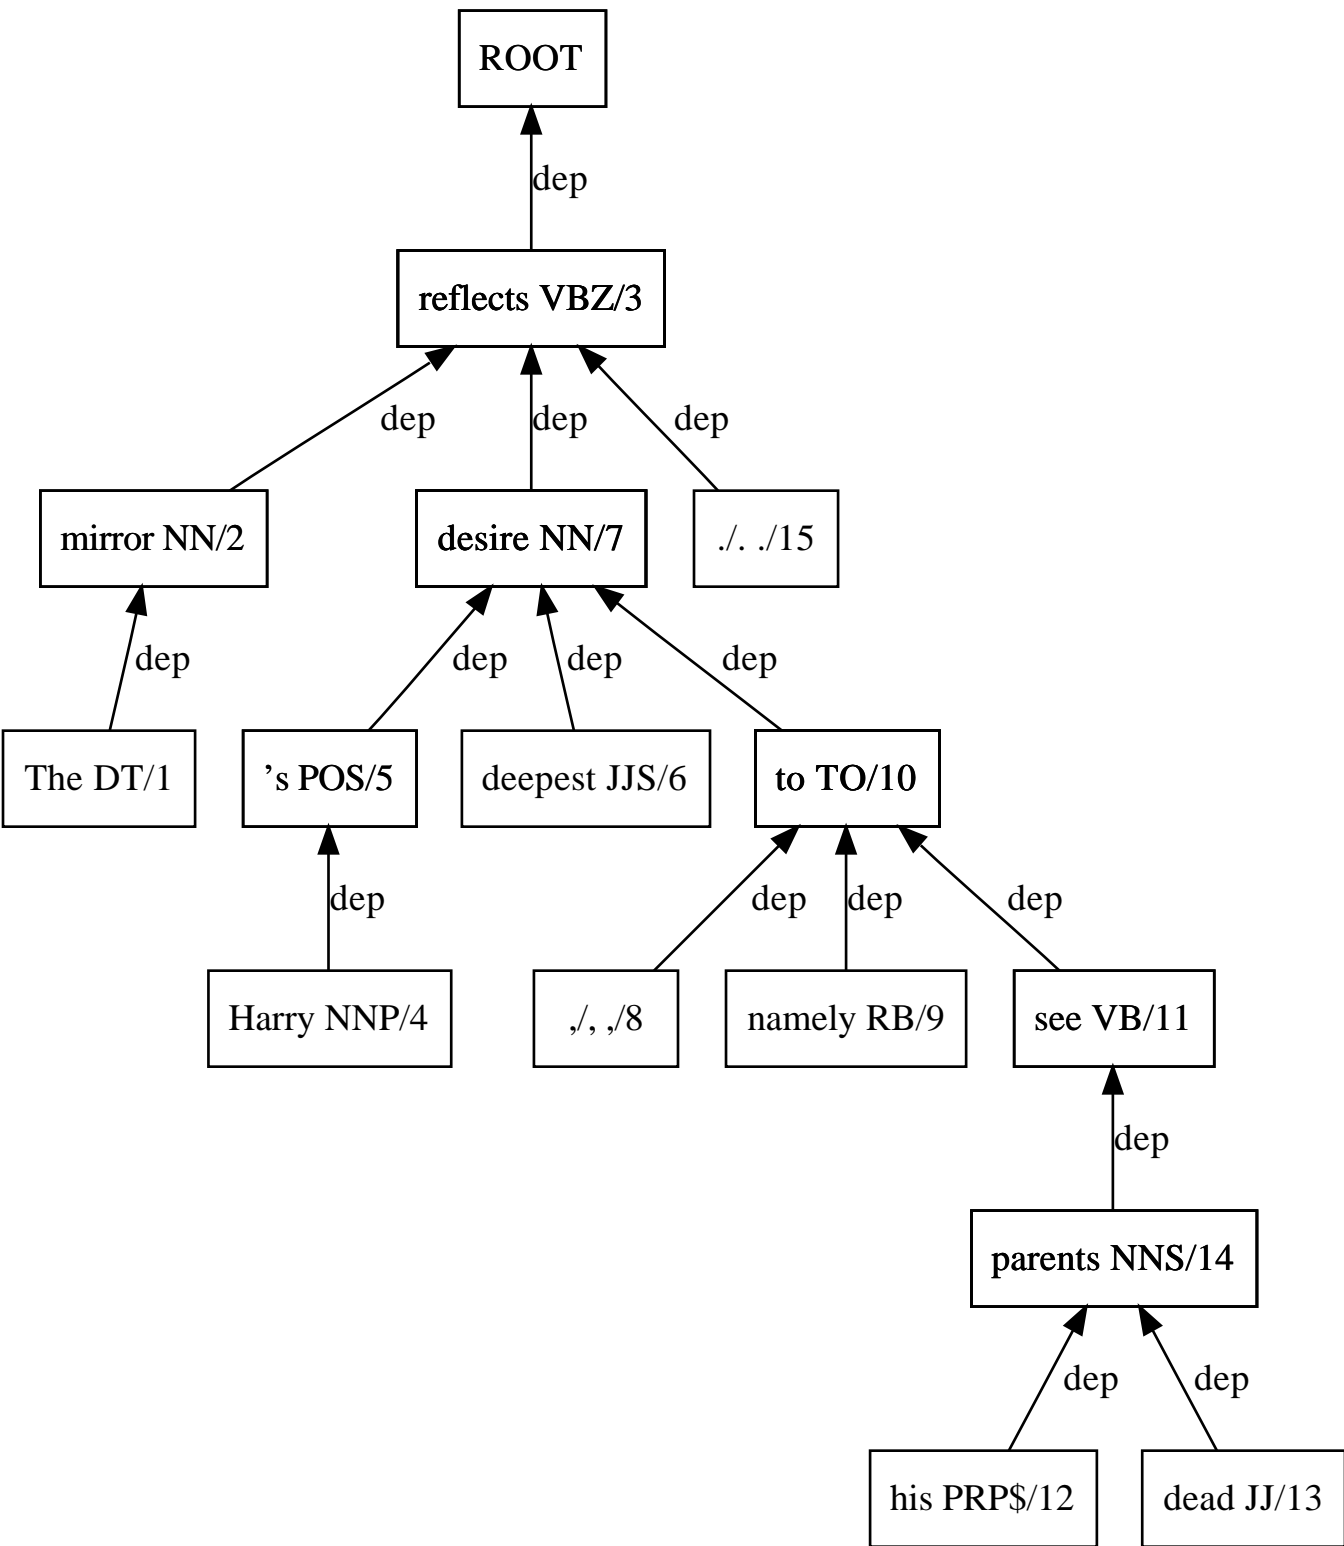 ROOT
dep
reflects VBZ/3
dep dep dep
mirror NN/2 desire NN/7 ./. ./15
dep dep dep dep
The DT/1 's POS/5 deepest JJS/6 to TO/10
dep dep dep dep
Harry NNP/4 ,/, ,/8 namely RB/9 see VB/11
dep
parents NNS/14
dep dep
his PRP$/12 dead JJ/13